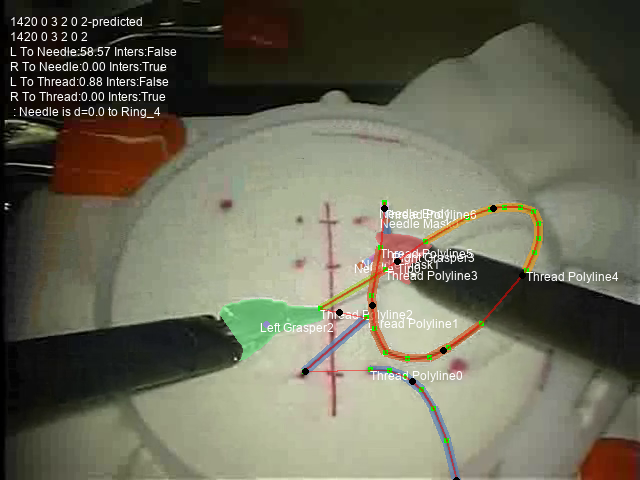 1420 0 3 2 0 2-predicted
1420 0 3 2 0 2
L To Needle:58.57 Inters:False
R To Needle:0.00 Inters:True
L To Thread:0.88 Inters:False
R To Thread:0.00 Inters:True
: Needle is d=0.0 to Ring_4
Thread Polyline6
Needle Mask
Thread Polyline5
Thread Polyline3
Thread Polyline4
Thread Polyline2
Thread Polyline1
Left Grasper2
Thread Polyline0